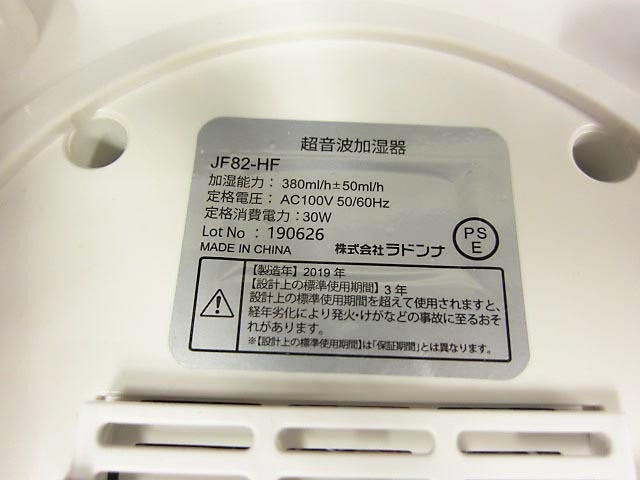 超音波加湿器
JF82-HF
加湿能力： 380ml/h±50ml/h
定格電圧： AC100V 50/60Hz
定格消費電力：30W
Lot No ：190626
MADE IN CHINA 株式会社ラドンナ
PS
E
【製造年】2019 年
【設計上の標準使用期間】3 年
設計上の標準使用期間を超えて使用されますと、
経年劣化により発火・けがなどの事故に至るおそ
れがあります。
※【設計上の標準使用期間】は「保証期間」とは異なります。